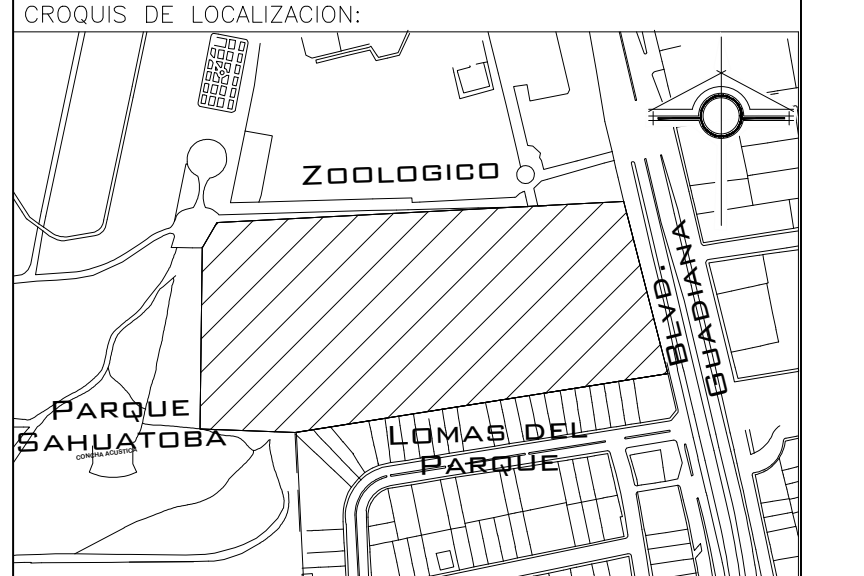 CROQUIS DE LOCALIZACION:
ZOOLOGICO
BLVD.
GUADIANA
PARQUE
SAHUATOBA
CONCHA ACUSTICA
LOMAS DEL
PARQUE